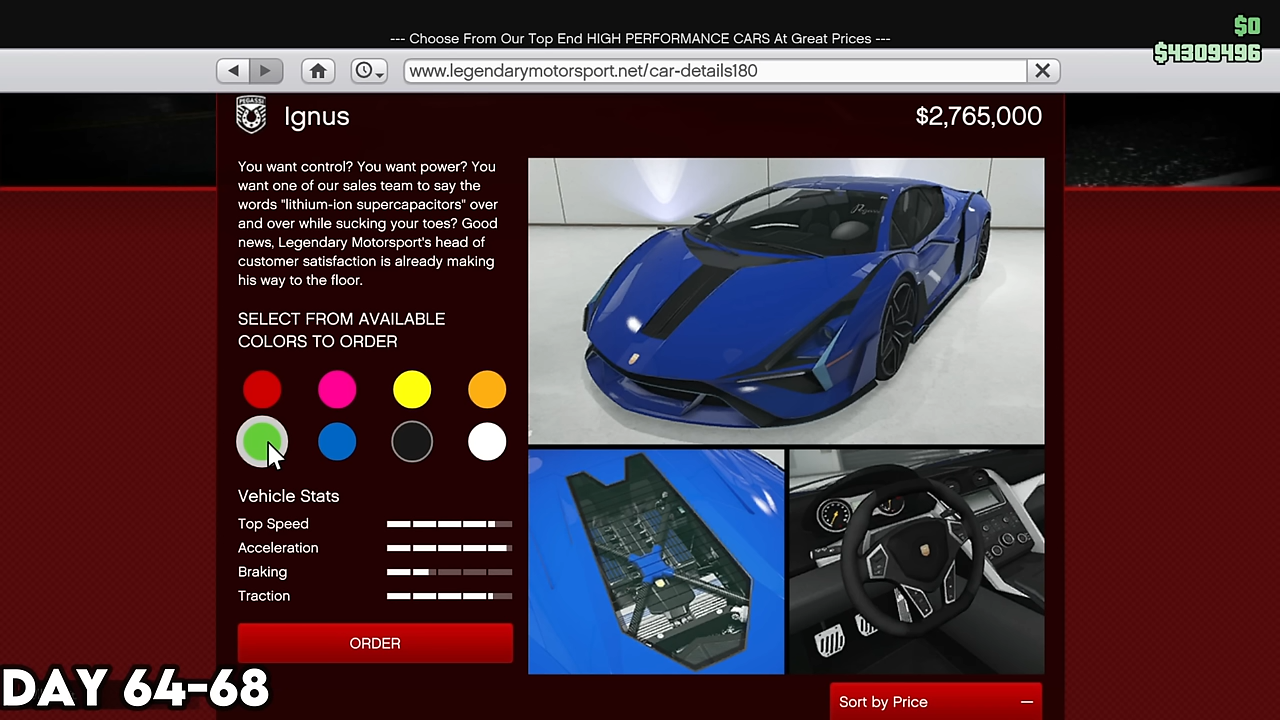 $0
--- Choose From Our Top End HIGH PERFORMANCE CARS At Great Prices ---
$4309496
www.legendarymotorsport.net/car-details180
PEGASSI
Ignus
$2,765,000
You want control? You want power? You
want one of our sales team to say the
words "lithium-ion supercapacitors" over
and over while sucking your toes? Good
news, Legendary Motorsport's head of
customer satisfaction is already making
his way to the floor.
SELECT FROM AVAILABLE
COLORS TO ORDER
Vehicle Stats
Top Speed
Acceleration
Braking
Traction
ORDER
DAY 64-68
Sort by Price